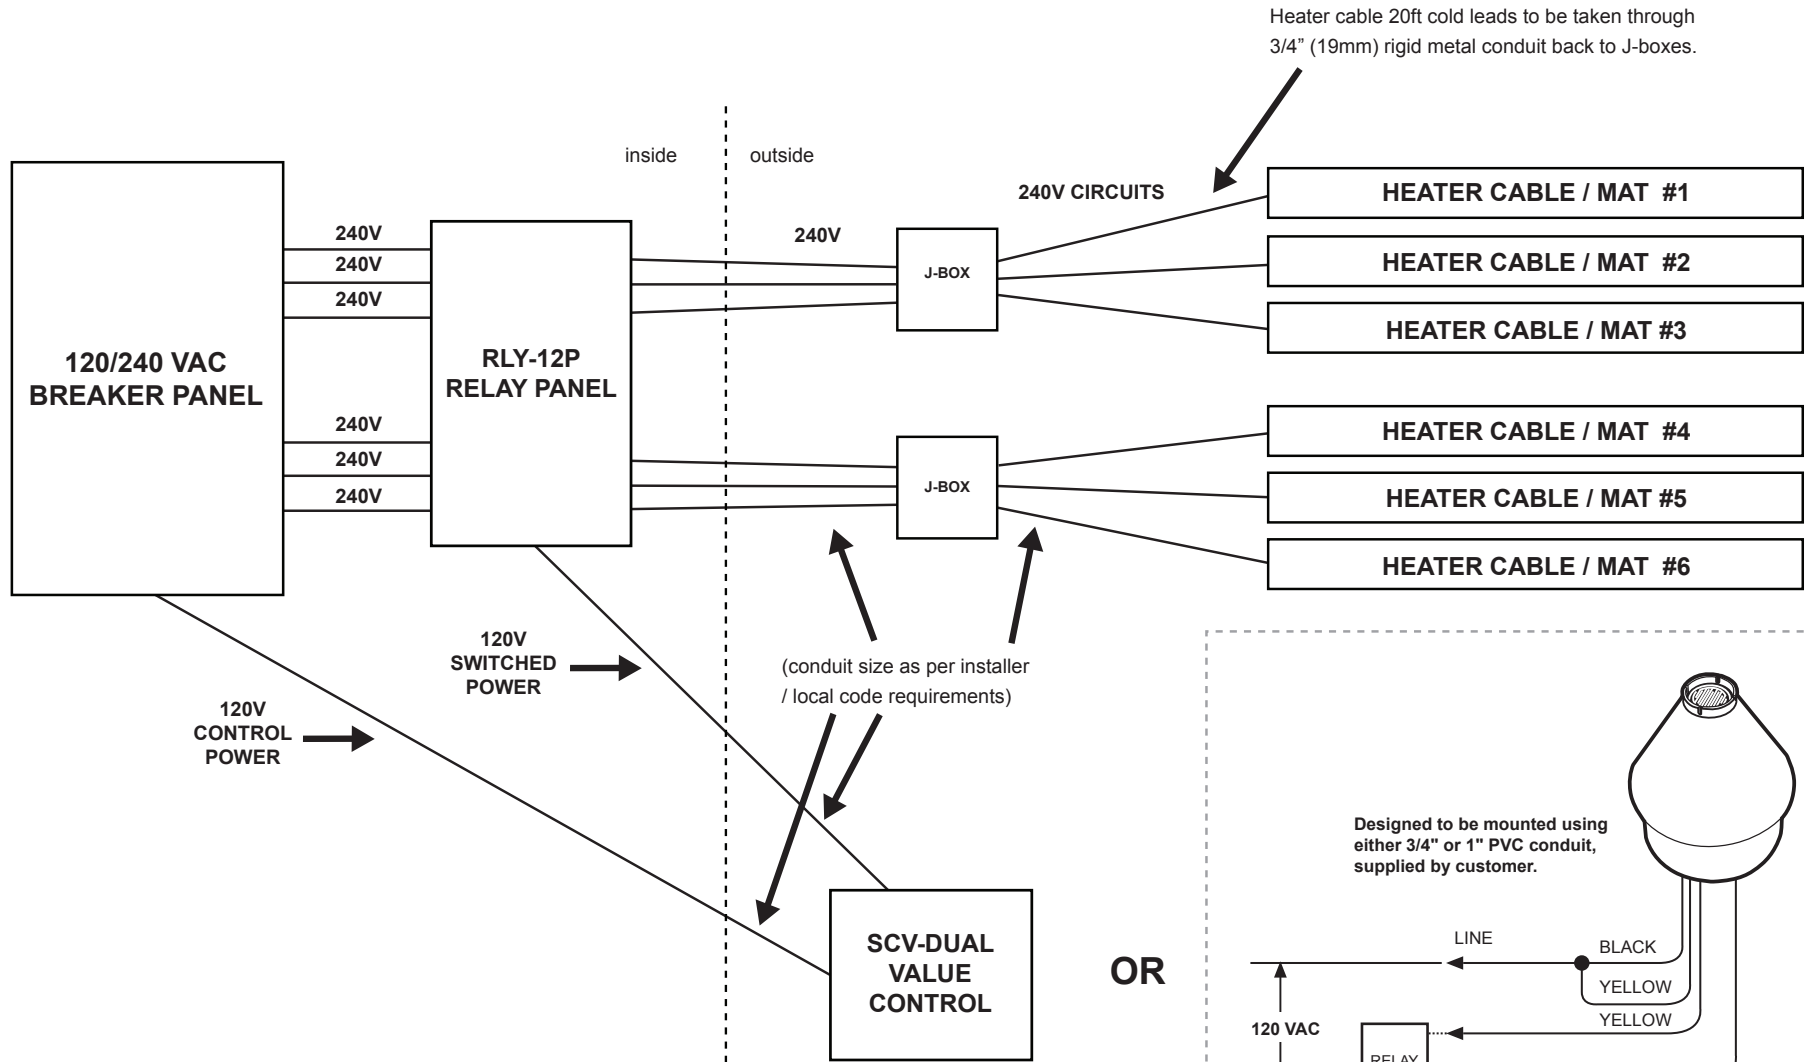 Heater cable 20ft cold leads to be taken through
3/4” (19mm) rigid metal conduit back to J-boxes.
inside
outside
240V CIRCUITS
HEATER CABLE / MAT #1
240V
240V
240V
240V
J-BOX
HEATER CABLE / MAT #2
HEATER CABLE / MAT #3
120/240 VAC
BREAKER PANEL
RLY-12P
RELAY PANEL
240V
240V
240V
J-BOX
HEATER CABLE / MAT #4
HEATER CABLE / MAT #5
HEATER CABLE / MAT #6
120V
SWITCHED
POWER
(conduit size as per installer
/ local code requirements)
120V
CONTROL
POWER
Designed to be mounted using
either 3/4" or 1" PVC conduit,
supplied by customer.
SCV-DUAL
VALUE
CONTROL
OR
LINE
BLACK
YELLOW
YELLOW
120 VAC
RELAY